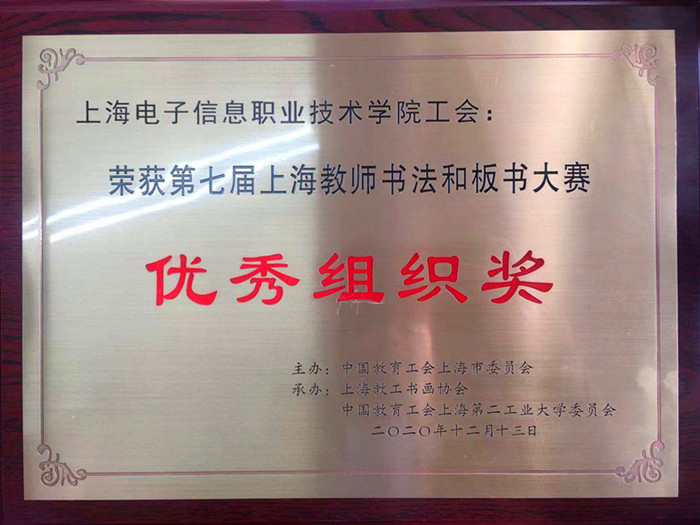 上海电子信息职业技术学院工会：
荣获第七届上海教师书法和板书大赛
优秀组织奖
主办：中国教育工会上海市委员会
承办：上海教工书画协会
中国教育工会上海第二工业大学委员会
二〇二〇年十二月十三日